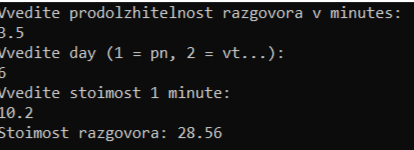 Vvedite prodolzhitelnost razgovora v minutes:
3.5
Vvedite day (1 = pn, 2 = vt...):
6
Vvedite stoimost 1 minute:
10.2
Stoimost razgovora: 28.56